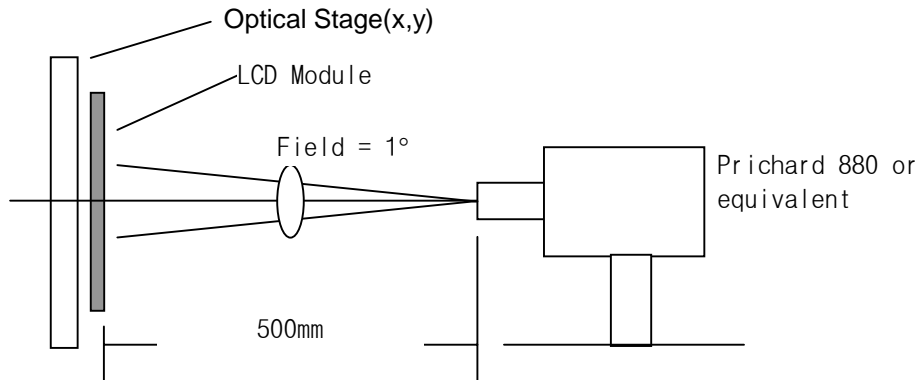 Optical Stage(x,y)
LCD Module
Field = 1°
Prichard 880 or
equivalent
500mm